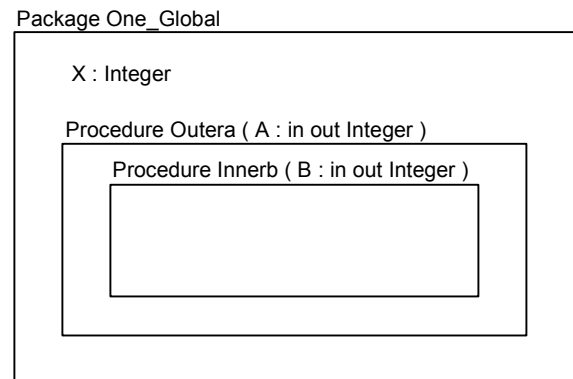 Package One_Global
X : Integer
Procedure Outera ( A : in out Integer )
Procedure Innerb ( B : in out Integer )